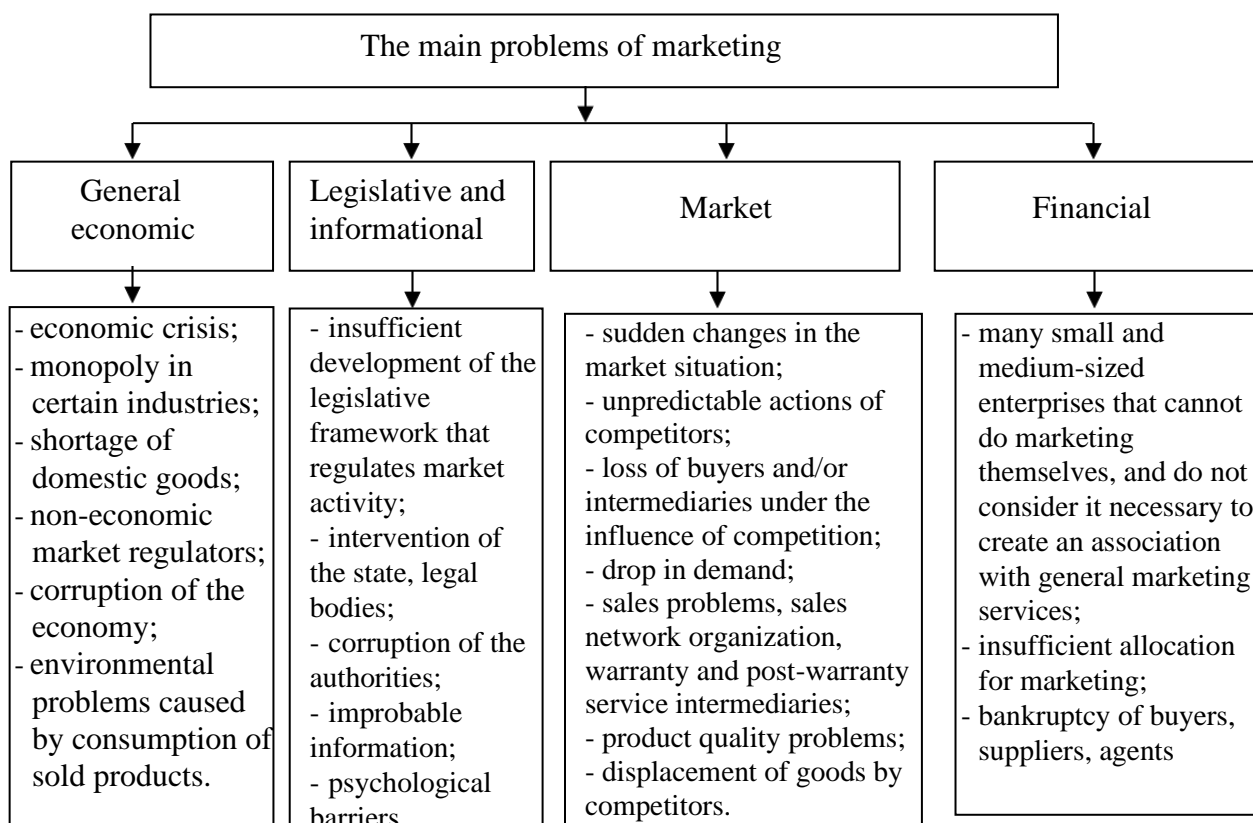 The main problems of marketing
General
economic
Legislative and
informational
Market
Financial
- economic crisis;
- monopoly in
certain industries;
- shortage of
domestic goods;
- non-economic
market regulators;
- corruption of the
economy;
- environmental
problems caused
by consumption of
sold products.
- insufficient
development of the
legislative
framework that
regulates market
activity;
- intervention of
the state, legal
bodies;
- corruption of the
authorities;
- improbable
information;
- psychological
barriers
- sudden changes in the
market situation;
- unpredictable actions of
competitors;
- loss of buyers and/or
intermediaries under the
influence of competition;
- drop in demand;
- sales problems, sales
network organization,
warranty and post-warranty
service intermediaries;
- product quality problems;
- displacement of goods by
competitors.
- many small and
medium-sized
enterprises that cannot
do marketing
themselves, and do not
consider it necessary to
create an association
with general marketing
services;
- insufficient allocation
for marketing;
- bankruptcy of buyers,
suppliers, agents